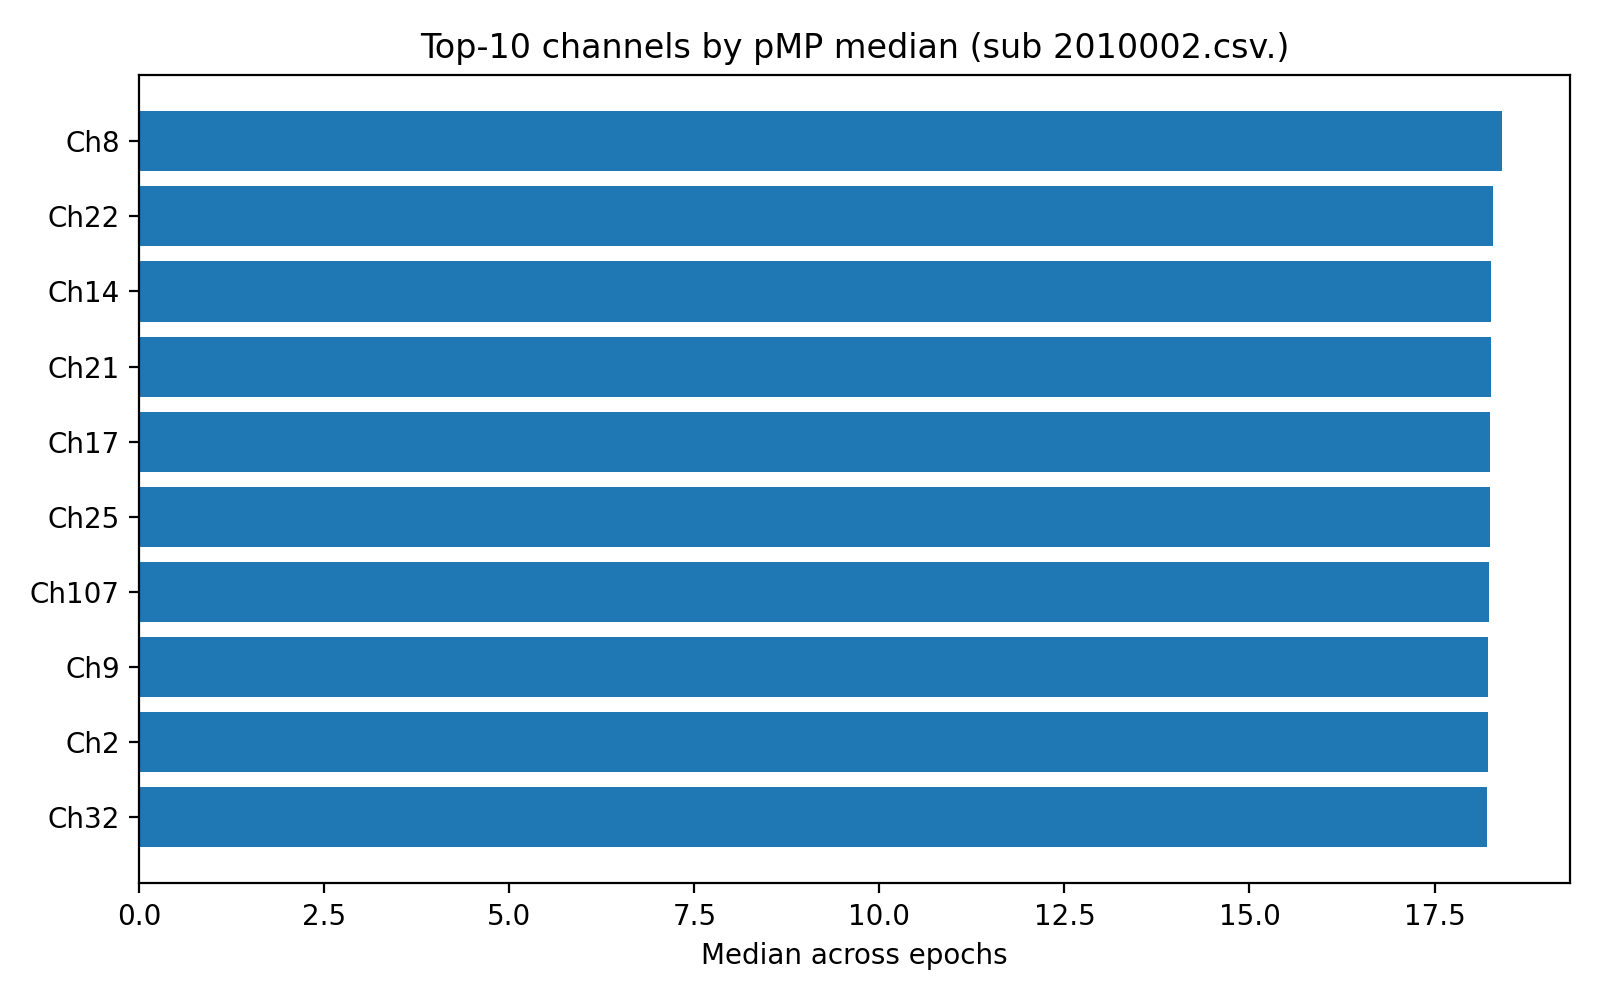 Top-10 channels by pMP median (sub 2010002.csv.)
Ch8
Ch22
Ch14
Ch21
Ch17
Ch25
Ch107
Ch9
Ch2
Ch32
0.0 2.5 5.0 7.5 10.0 12.5 15.0 17.5
Median across epochs